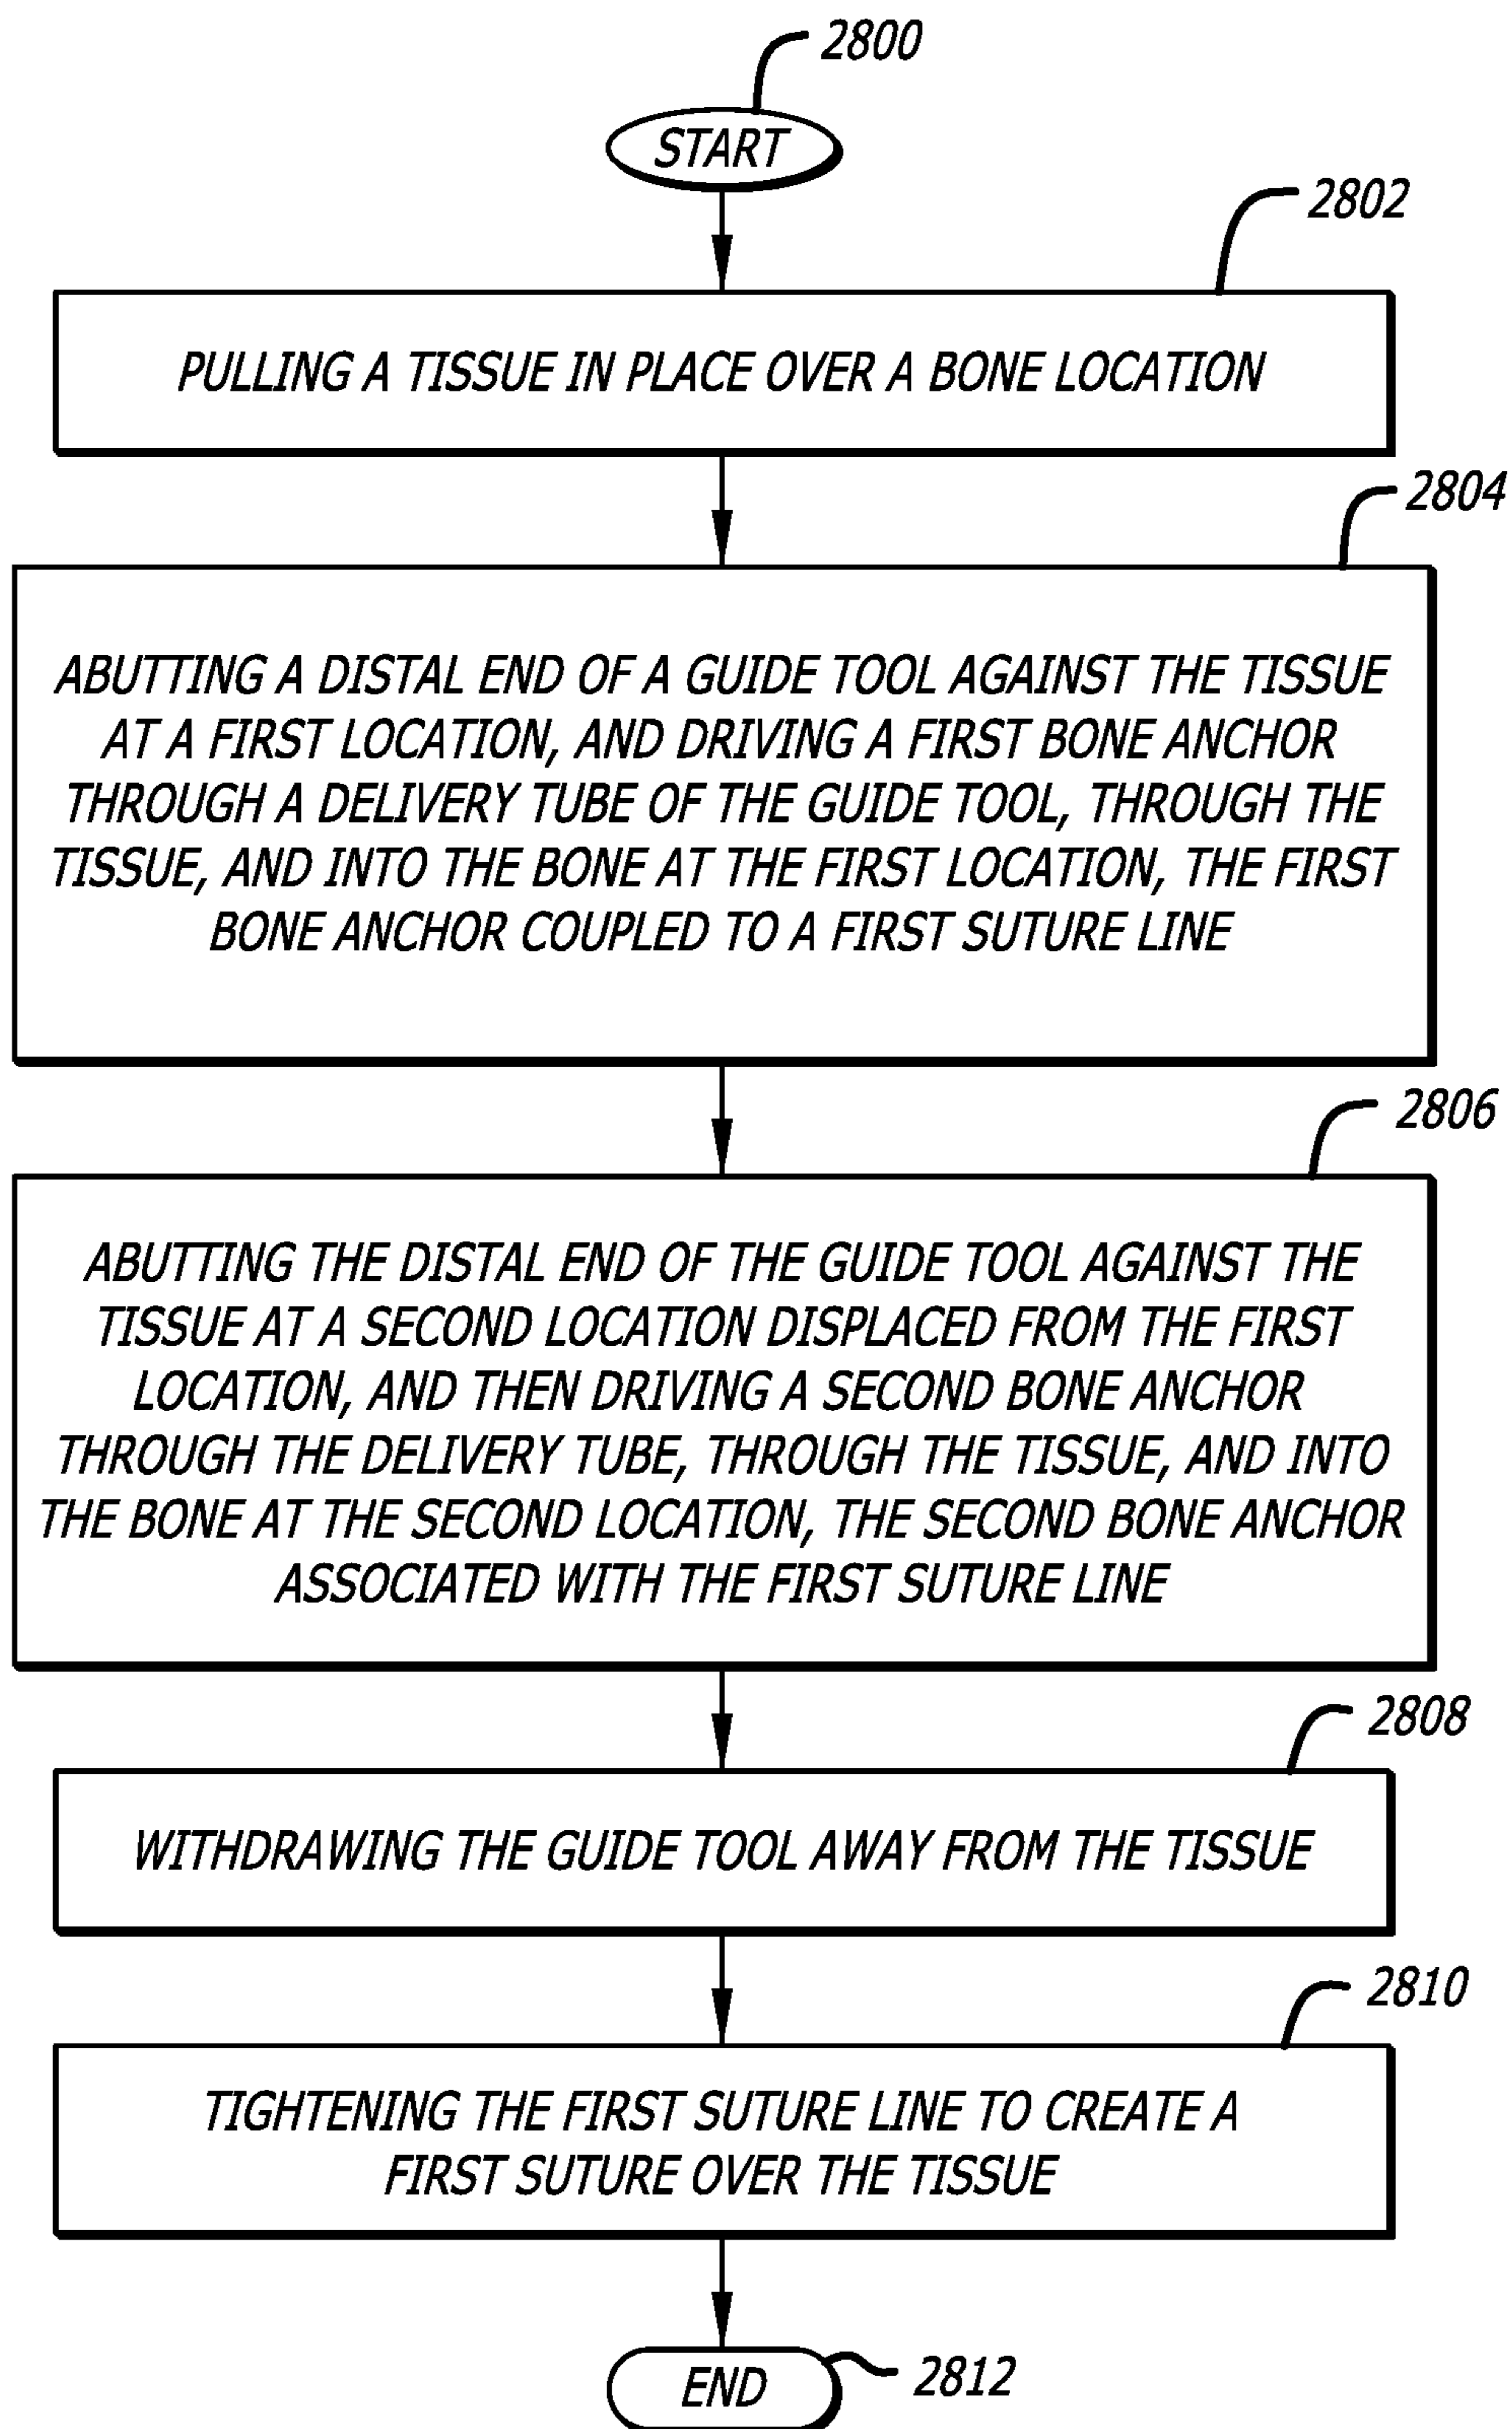 2800
START
2802
PULLING A TISSUE IN PLACE OVER A BONE LOCATION
2804
ABUTTING A DISTAL END OF A GUIDE TOOL AGAINST THE TISSUE
AT A FIRST LOCATION, AND DRIVING A FIRST BONE ANCHOR
THROUGH A DELIVERY TUBE OF THE GUIDE TOOL, THROUGH THE
TISSUE, AND INTO THE BONE AT THE FIRST LOCATION, THE FIRST
BONE ANCHOR COUPLED TO A FIRST SUTURE LINE
2806
ABUTTING THE DISTAL END OF THE GUIDE TOOL AGAINST THE
TISSUE AT A SECOND LOCATION DISPLACED FROM THE FIRST
LOCATION, AND THEN DRIVING A SECOND BONE ANCHOR
THROUGH THE DELIVERY TUBE, THROUGH THE TISSUE, AND INTO
THE BONE AT THE SECOND LOCATION, THE SECOND BONE ANCHOR
ASSOCIATED WITH THE FIRST SUTURE LINE
2808
WITHDRAWING THE GUIDE TOOL AWAY FROM THE TISSUE
2810
TIGHTENING THE FIRST SUTURE LINE TO CREATE A
FIRST SUTURE OVER THE TISSUE
END
2812